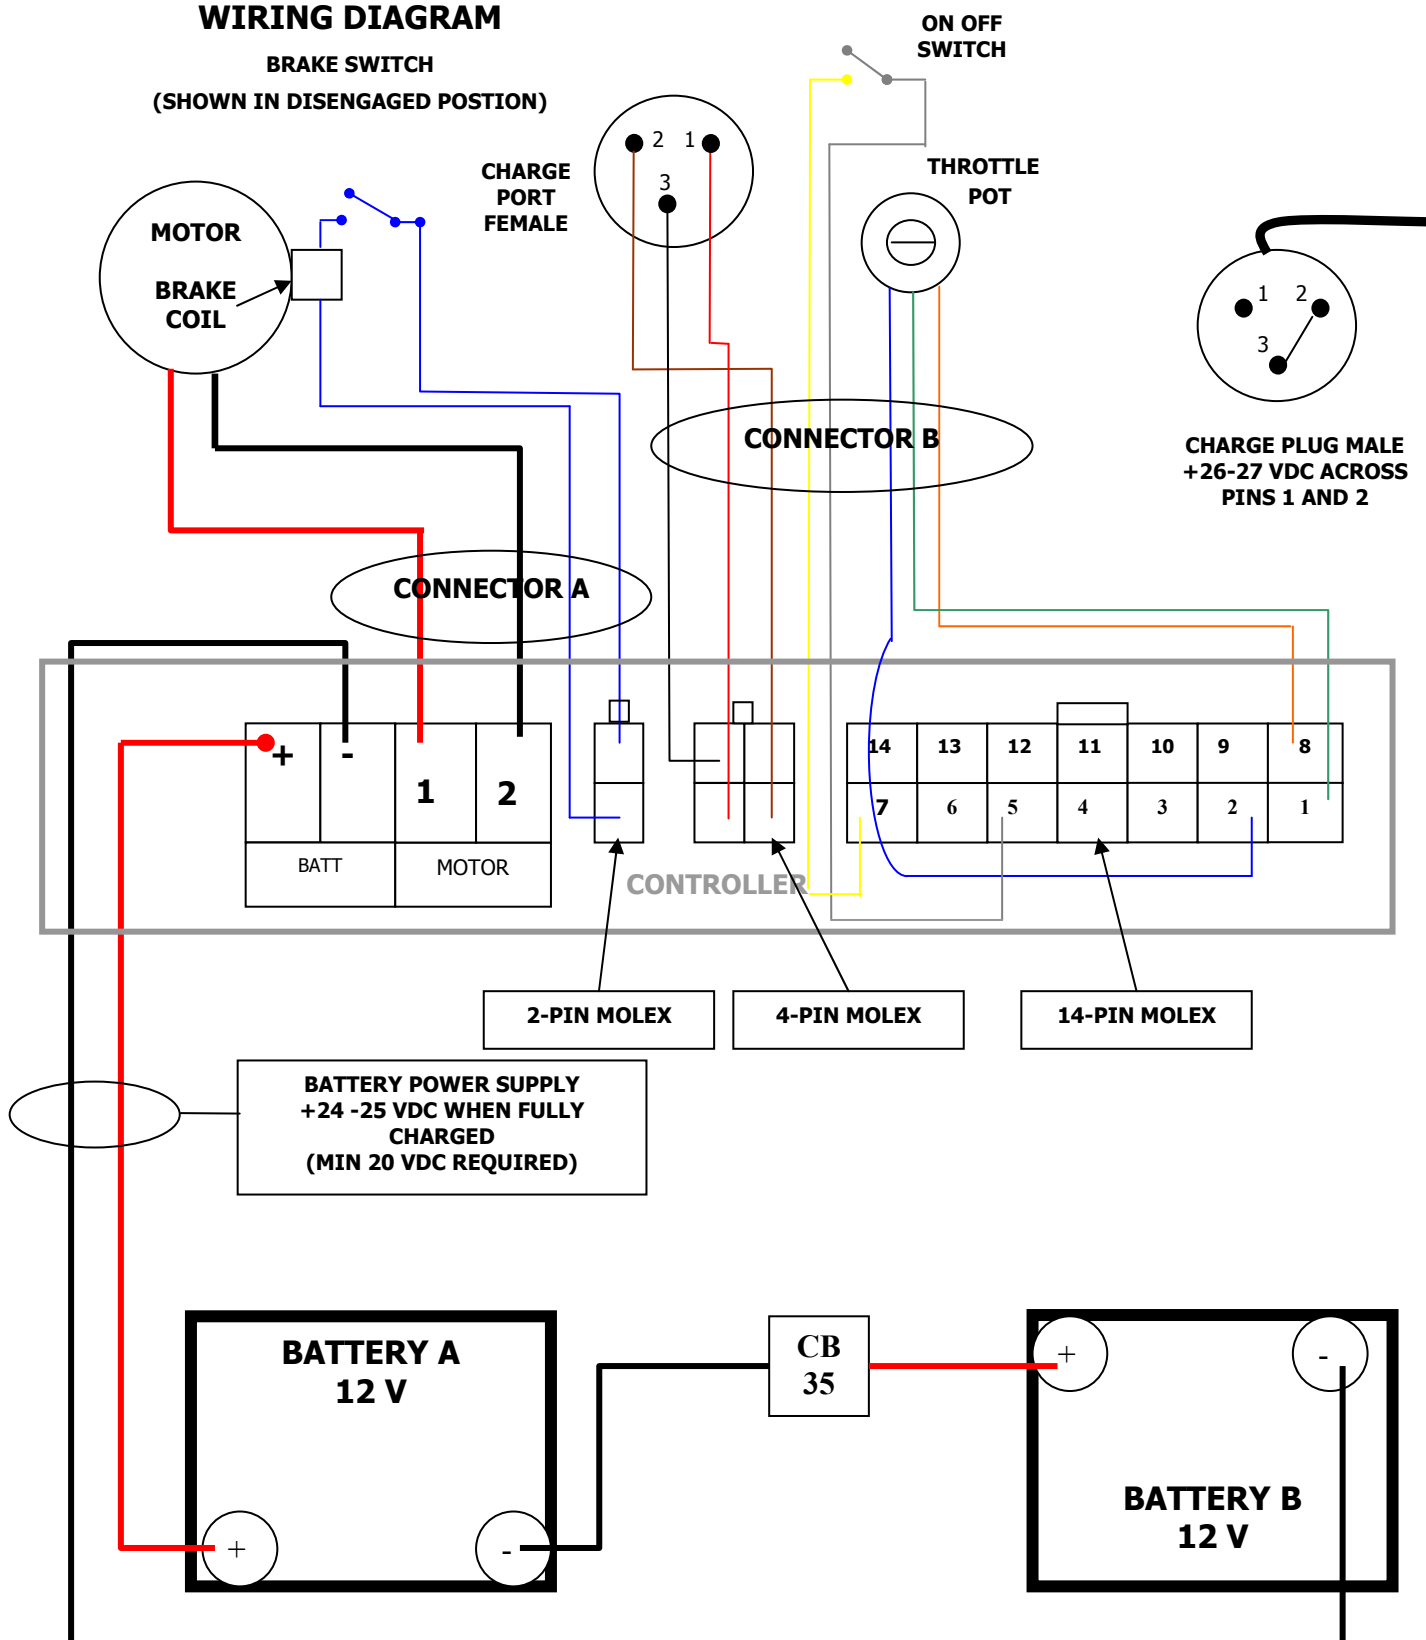 WIRING DIAGRAM
BRAKE SWITCH
(SHOWN IN DISENGAGED POSTION)
ON OFF
SWITCH
CHARGE
PORT
FEMALE
2 1
3
THROTTLE
POT
MOTOR
BRAKE
COIL
1 2
3
CHARGE PLUG MALE
+26-27 VDC ACROSS
PINS 1 AND 2
CONNECTOR B
CONNECTOR A
+ - 1 2
BATT MOTOR
14 13 12 11 10 9 8
7 6 5 4 3 2 1
CONTROLLER
2-PIN MOLEX
4-PIN MOLEX
14-PIN MOLEX
BATTERY POWER SUPPLY
+24 -25 VDC WHEN FULLY
CHARGED
(MIN 20 VDC REQUIRED)
BATTERY A
12 V
+ -
CB
35
+ -
BATTERY B
12 V